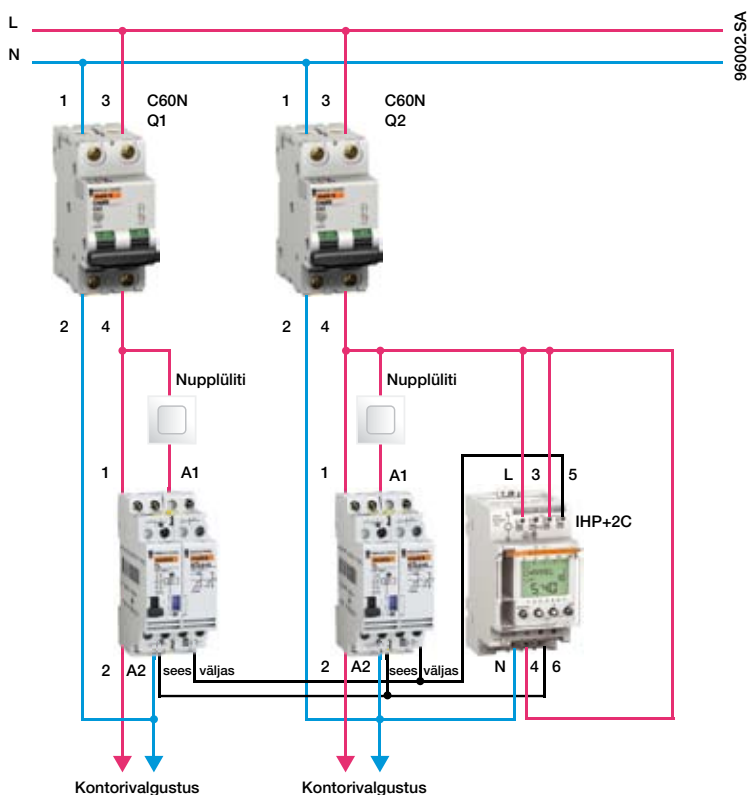 L
N
96002.SA
1 3 C60N
Q1
1 3 C60N
Q2
2 4
2 4
Nupplüliti
Nupplüliti
1 A1
1 A1
L 3 5
IHP+2C
2 A2 sees väljas
2 A2 sees väljas
N 4 6
Kontorivalgustus
Kontorivalgustus